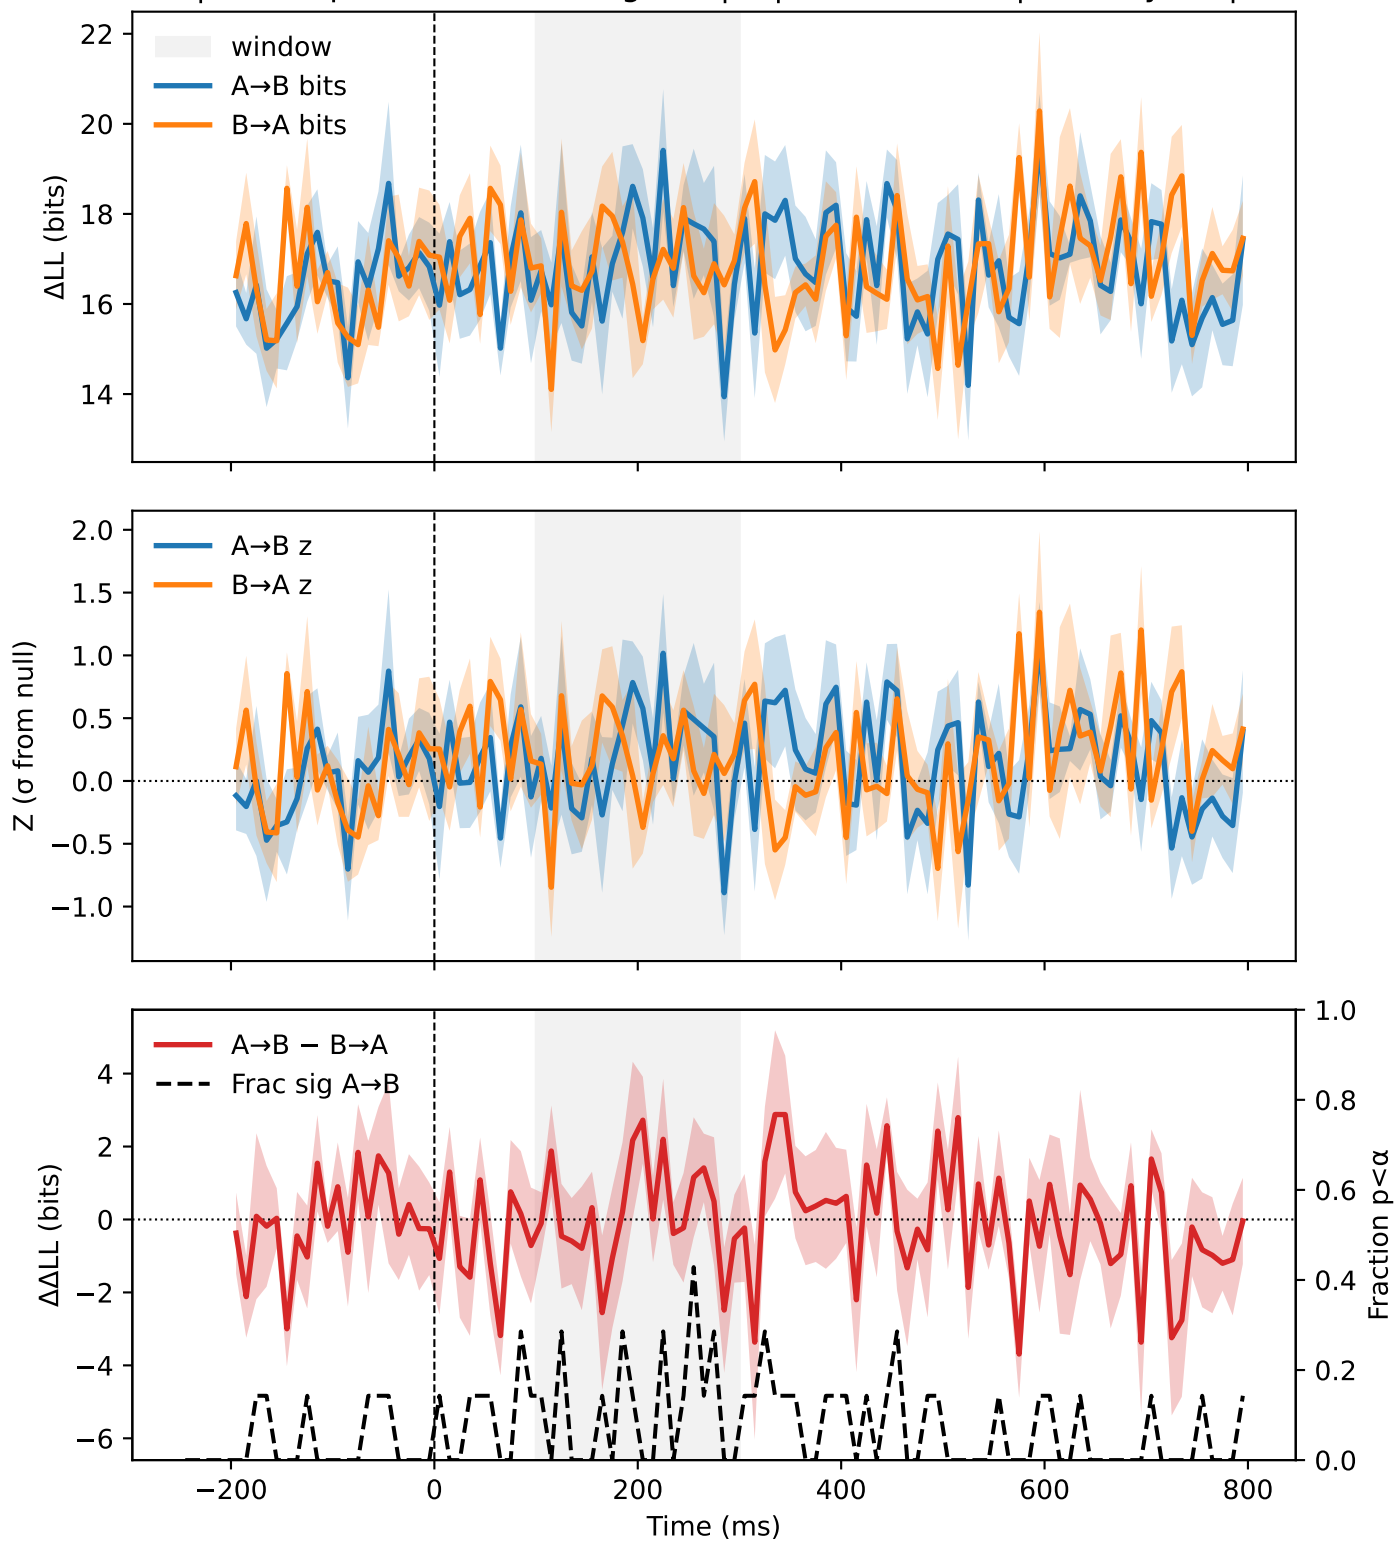 22
20
18
16
14
ΔLL (bits)
window
A→B bits
B→A bits
2.0
1.5
1.0
0.5
0.0
−0.5
−1.0
Z (σ from null)
A→B z
B→A z
4
2
0
−2
−4
−6
ΔΔLL (bits)
A→B − B→A
Frac sig A→B
1.0
0.8
0.6
0.4
0.2
0.0
Fraction p<α
−200 0 200 400 600 800
Time (ms)